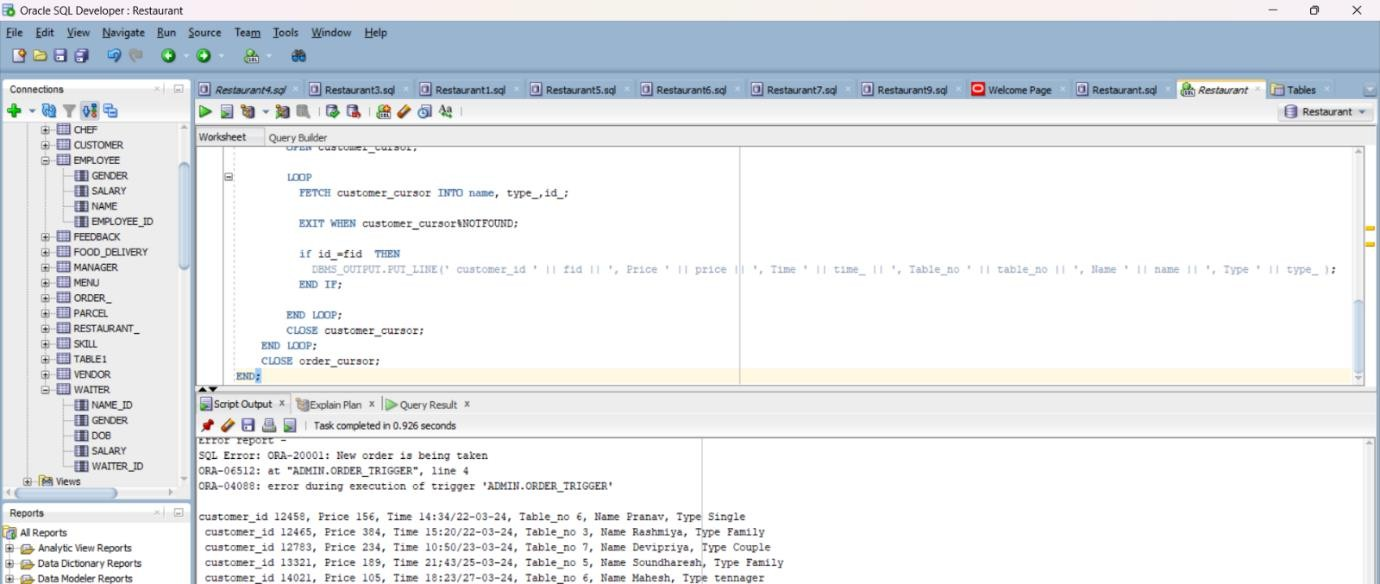 Oracle SQL Developer : Restaurant
File Edit View Navigate Run Source Team Tools Window Help
Connections
Restaurant4.sql Restaurant3.sql Restaurant1.sql Restaurant5.sql Restaurant6.sql Restaurant7.sql Restaurant9.sql Welcome Page Restaurant.sql Restaurant Tables
Restaurant
Worksheet Query Builder
CHEF
CUSTOMER
EMPLOYEE
GENDER
SALARY
NAME
EMPLOYEE_ID
FEEDBACK
FOOD_DELIVERY
MANAGER
MENU
ORDER_
PARCEL
RESTAURANT_
SKILL
TABLE1
VENDOR
WAITER
NAME_ID
GENDER
DOB
SALARY
WAITER_ID
Views
Reports
All Reports
Analytic View Reports
Data Dictionary Reports
Data Modeler Reports
OPEN customer_cursor;
LOOP
FETCH customer_cursor INTO name, type_,id_;
EXIT WHEN customer_cursor%NOTFOUND;
if id_=fid THEN
DBMS_OUTPUT.PUT_LINE(' customer_id ' || fid || ', Price ' || price || ', Time ' || time_ || ', Table_no ' || table_no || ', Name ' || name || ', Type ' || type_ );
END IF;
END LOOP;
CLOSE customer_cursor;
END LOOP;
CLOSE order_cursor;
END;
Script Output x Explain Plan x Query Result x
Task completed in 0.926 seconds
Error report -
SQL Error: ORA-20001: New order is being taken
ORA-06512: at "ADMIN.ORDER_TRIGGER", line 4
ORA-04088: error during execution of trigger 'ADMIN.ORDER_TRIGGER'
customer_id 12458, Price 156, Time 14:34/22-03-24, Table_no 6, Name Pranav, Type Single
customer_id 12465, Price 384, Time 15:20/22-03-24, Table_no 3, Name Rashmiya, Type Family
customer_id 12783, Price 234, Time 10:50/23-03-24, Table_no 7, Name Devipriya, Type Couple
customer_id 13321, Price 189, Time 21;43/25-03-24, Table_no 5, Name Soundharesh, Type Family
customer_id 14021, Price 105, Time 18:23/27-03-24, Table_no 6, Name Mahesh, Type tennager